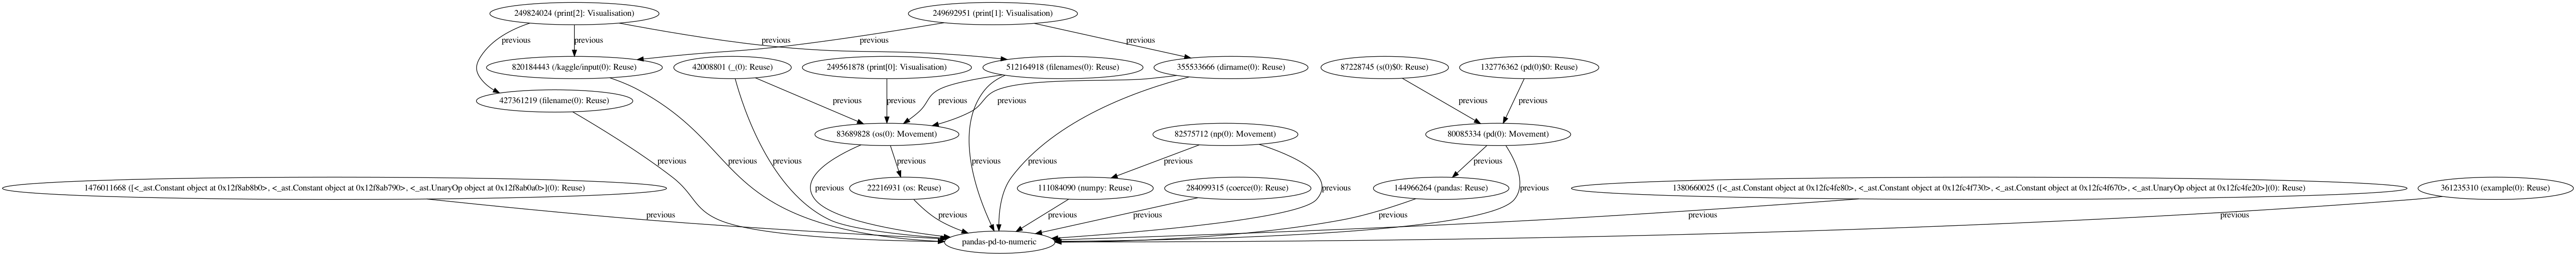 249824024 (print[2]: Visualisation)
249692951 (print[1]: Visualisation)
previous
previous
previous
previous
previous
820184443 (/kaggle/input(0): Reuse)
42008801 (_(0): Reuse)
249561878 (print[0]: Visualisation)
512164918 (filenames(0): Reuse)
355533666 (dirname(0): Reuse)
87228745 (s(0)$0: Reuse)
132776362 (pd(0)$0: Reuse)
427361219 (filename(0): Reuse)
previous
previous
previous
previous
previous
previous
83689828 (os(0): Movement)
82575712 (np(0): Movement)
80085334 (pd(0): Movement)
previous
previous
previous
previous
previous
previous
previous
previous
1476011668 ([<_ast.Constant object at 0x12f8ab8b0>, <_ast.Constant object at 0x12f8ab790>, <_ast.UnaryOp object at 0x12f8ab0a0>](0): Reuse)
previous
22216931 (os: Reuse)
111084090 (numpy: Reuse)
284099315 (coerce(0): Reuse)
previous
144966264 (pandas: Reuse)
previous
1380660025 ([<_ast.Constant object at 0x12fc4fe80>, <_ast.Constant object at 0x12fc4f730>, <_ast.Constant object at 0x12fc4f670>, <_ast.UnaryOp object at 0x12fc4fe20>](0): Reuse)
361235310 (example(0): Reuse)
previous
previous
previous
previous
previous
previous
previous
pandas-pd-to-numeric